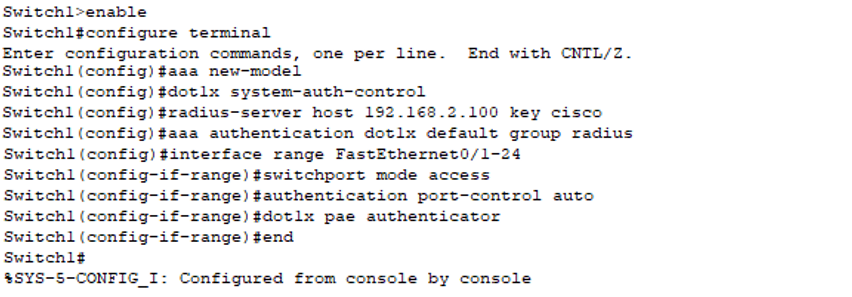 Switch1>enable
Switch1#configure terminal
Enter configuration commands, one per line.  End with CNTL/Z.
Switch1(config)#aaa new-model
Switch1(config)#dot1x system-auth-control
Switch1(config)#radius-server host 192.168.2.100 key cisco
Switch1(config)#aaa authentication dot1x default group radius
Switch1(config)#interface range FastEthernet0/1-24
Switch1(config-if-range)#switchport mode access
Switch1(config-if-range)#authentication port-control auto
Switch1(config-if-range)#dot1x pae authenticator
Switch1(config-if-range)#end
Switch1#
%SYS-5-CONFIG_I: Configured from console by console